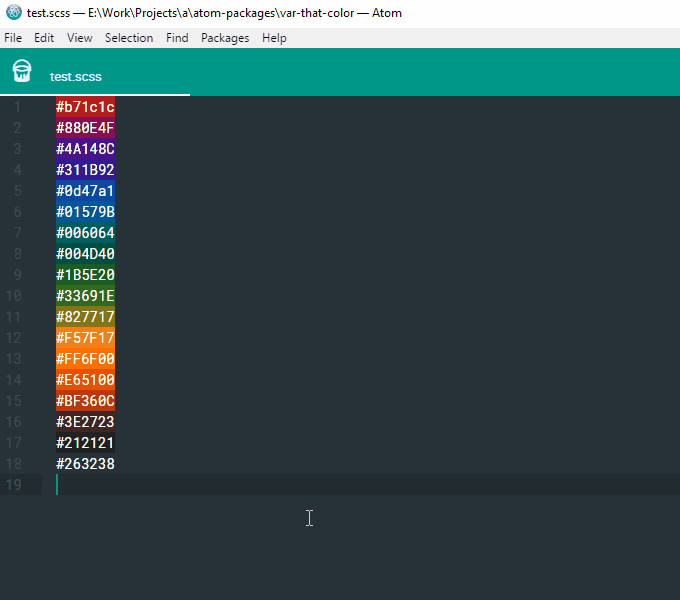 test.scss — E:\Work\Projects\a\atom-packages\var-that-color — Atom
File Edit View Selection Find Packages Help
test.scss
1 #b71c1c
2 #880E4F
3 #4A148C
4 #311B92
5 #0d47a1
6 #01579B
7 #006064
8 #004D40
9 #1B5E20
10 #33691E
11 #827717
12 #F57F17
13 #FF6F00
14 #E65100
15 #BF360C
16 #3E2723
17 #212121
18 #263238
19